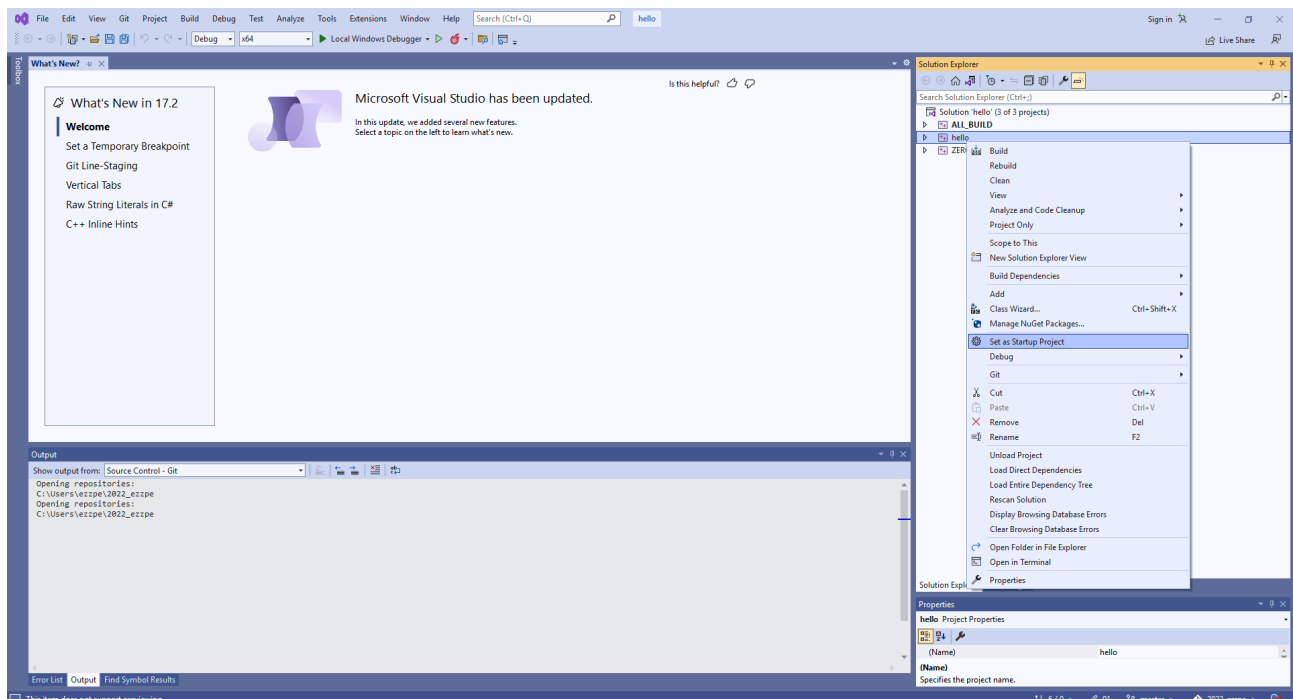 File Edit View Git Project Build Debug Test Analyze Tools Extensions Window Help Search (Ctrl+Q) hello Sign in
Debug x64 Local Windows Debugger Live Share
Toolbox
What's New?
Is this helpful?
What's New in 17.2
Welcome
Set a Temporary Breakpoint
Git Line-Staging
Vertical Tabs
Raw String Literals in C#
C++ Inline Hints
Microsoft Visual Studio has been updated.
In this update, we added several new features.
Select a topic on the left to learn what's new.
Output
Show output from: Source Control - Git
Opening repositories:
C:\Users\ezzpe\2022_ezzpe
Opening repositories:
C:\Users\ezzpe\2022_ezzpe
Error List Output Find Symbol Results
Solution Explorer
Search Solution Explorer (Ctrl+;)
Solution 'hello' (3 of 3 projects)
ALL_BUILD
hello
Build
Rebuild
Clean
View
Analyze and Code Cleanup
Project Only
Scope to This
New Solution Explorer View
Build Dependencies
Add
Class Wizard... Ctrl+Shift+X
Manage NuGet Packages...
Set as Startup Project
Debug
Git
Cut Ctrl+X
Paste Ctrl+V
Remove Del
Rename F2
Unload Project
Load Direct Dependencies
Load Entire Dependency Tree
Rescan Solution
Display Browsing Database Errors
Clear Browsing Database Errors
Open Folder in File Explorer
Open in Terminal
Properties
Solution Expl
Properties
hello Project Properties
(Name) hello
(Name)
Specifies the project name.
This item does not support previewing